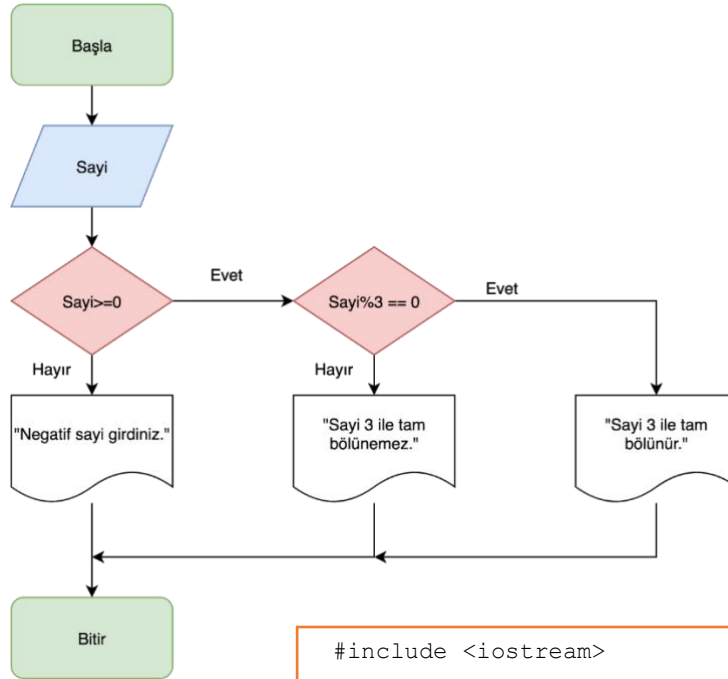 Başla
Sayi
Sayi>=0
Evet
Sayi%3 == 0
Evet
Hayır
Hayır
"Negatif sayi girdiniz."
"Sayi 3 ile tam
bölünemez."
"Sayi 3 ile tam
bölünür."
Bitir
#include <iostream>